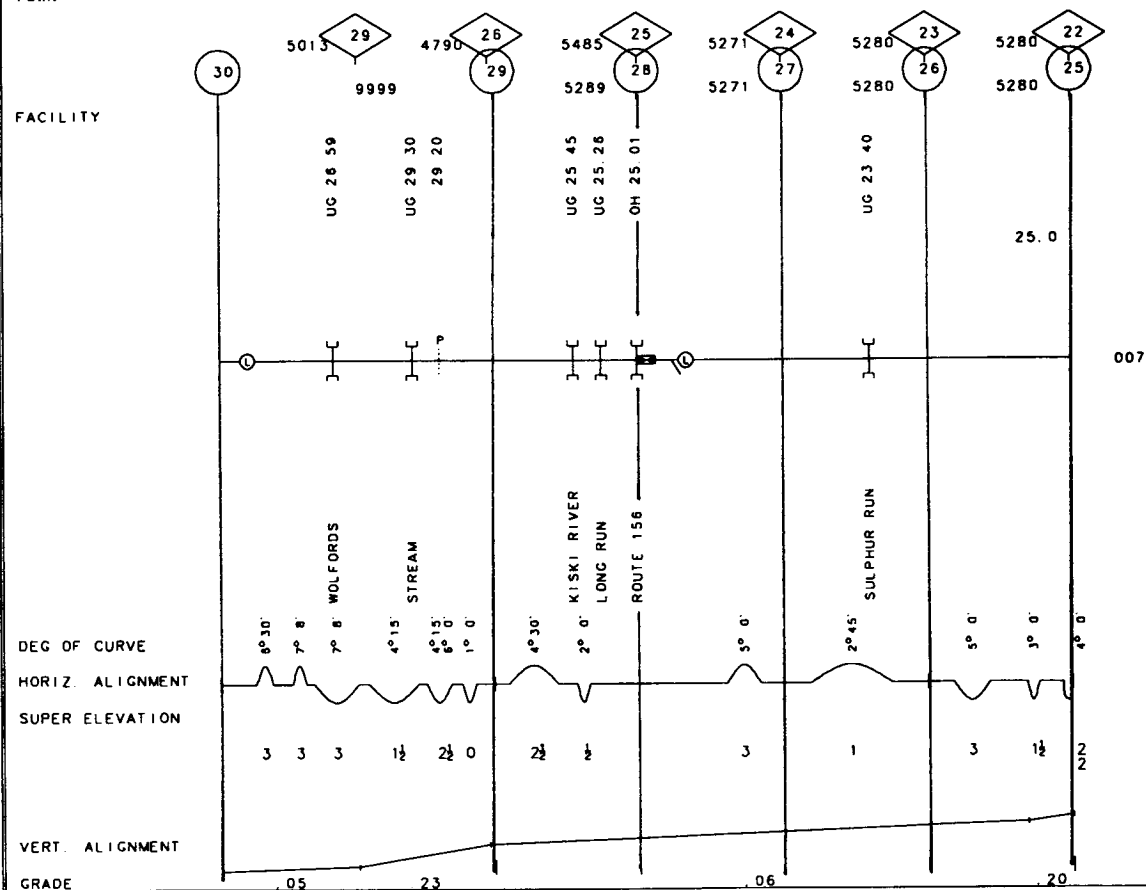 5013 29 4790 26 5485 25 5271 24 5280 23 5280 22
30 29 28 27 26 25
9999 5289 5271 5280 5280
FACILITY
UG 26 59
UG 29 30
29 20
UG 25 45
UG 25.26
OH 25.01
UG 23 40
25.0
P
L
L
007
WOLFORDS
STREAM
KISKI RIVER
LONG RUN
ROUTE 156
SULPHUR RUN
DEG OF CURVE
6°30' 7° 8' 7° 8' 4°15' 4°15' 6° 0' 1° 0' 4°30' 2° 0' 5° 0' 2°45' 5° 0' 3° 0' 4° 0'
HORIZ. ALIGNMENT
SUPER ELEVATION
3 3 3 1½ 2½ 0 2½ ½ 3 1 3 1½ 2 2
VERT. ALIGNMENT
GRADE .05 .23 .06 .20